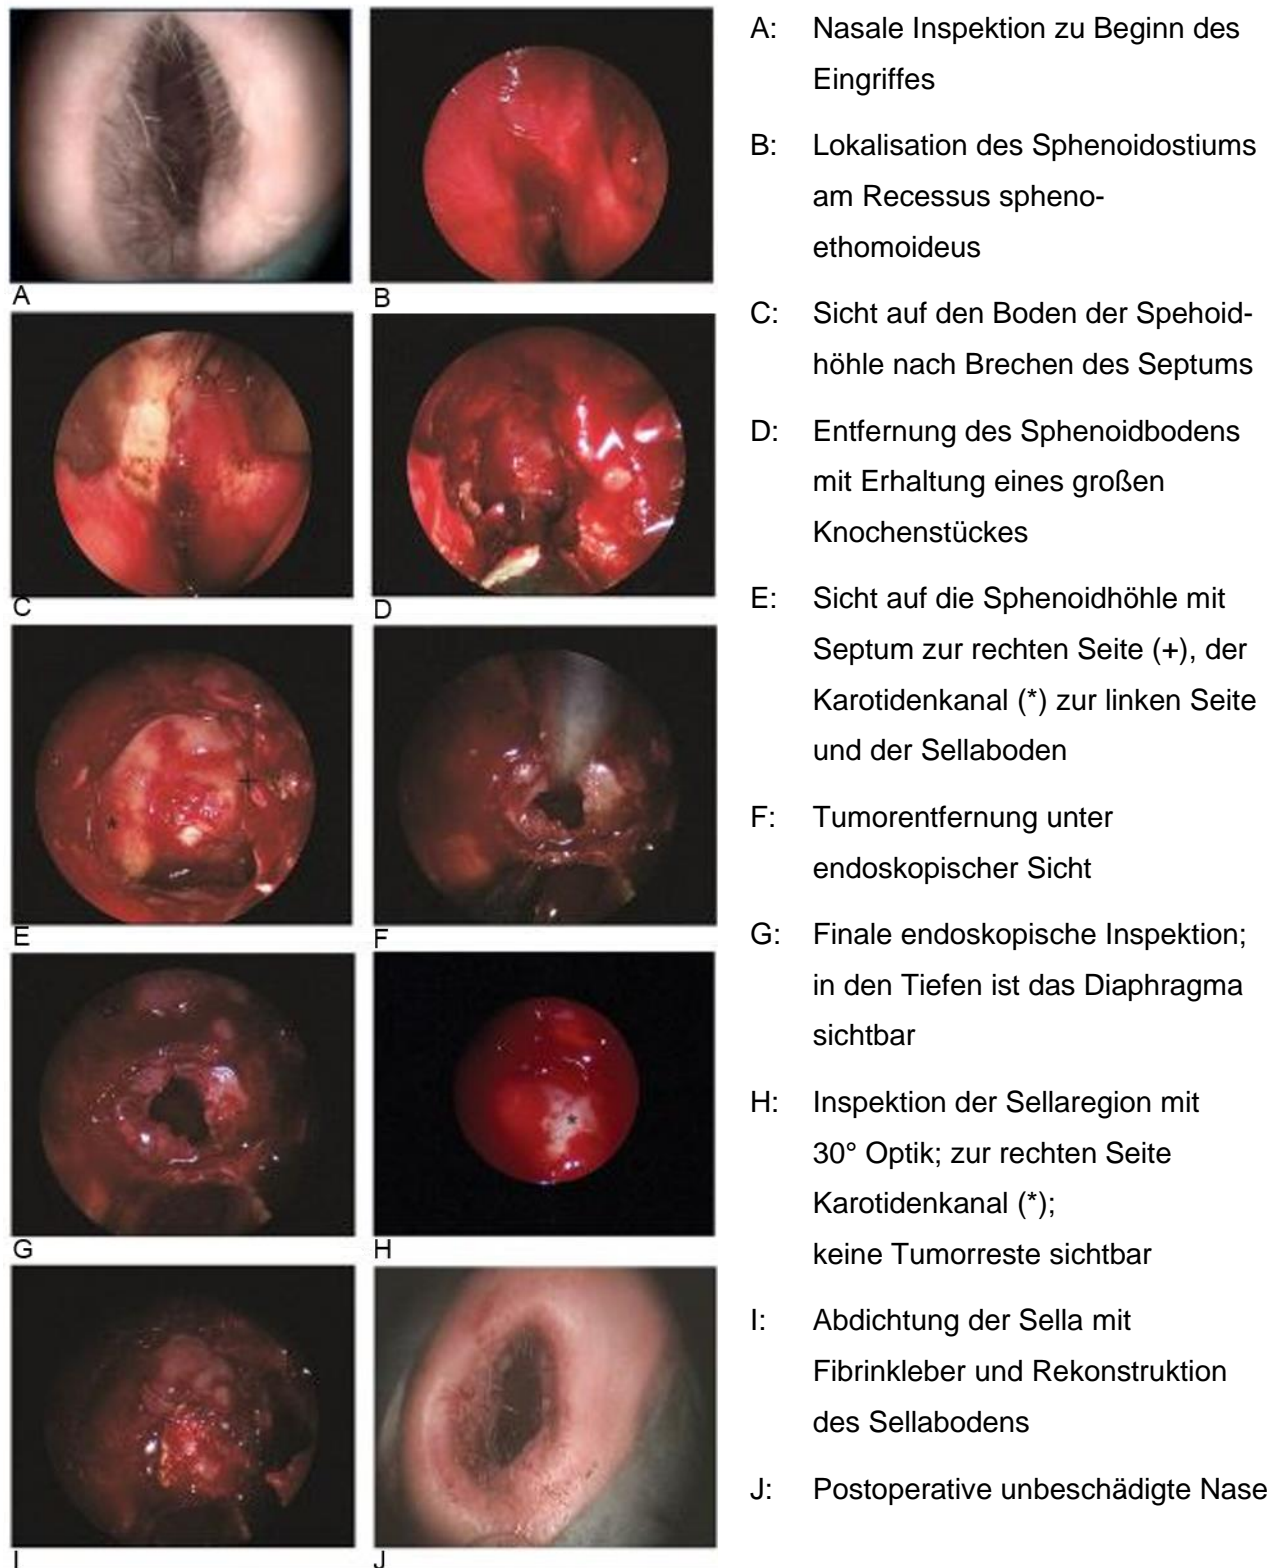 A
B
C
D
E
F
G
H
I
J
A: Nasale Inspektion zu Beginn des
Eingriffes
B: Lokalisation des Sphenoidostiums
am Recessus spheno-
ethomoideus
C: Sicht auf den Boden der Spehoid-
höhle nach Brechen des Septums
D: Entfernung des Sphenoidbodens
mit Erhaltung eines großen
Knochenstückes
E: Sicht auf die Sphenoidhöhle mit
Septum zur rechten Seite (+), der
Karotidenkanal (*) zur linken Seite
und der Sellaboden
F: Tumorentfernung unter
endoskopischer Sicht
G: Finale endoskopische Inspektion;
in den Tiefen ist das Diaphragma
sichtbar
H: Inspektion der Sellaregion mit
30° Optik; zur rechten Seite
Karotidenkanal (*);
keine Tumorreste sichtbar
I: Abdichtung der Sella mit
Fibrinkleber und Rekonstruktion
des Sellabodens
J: Postoperative unbeschädigte Nase